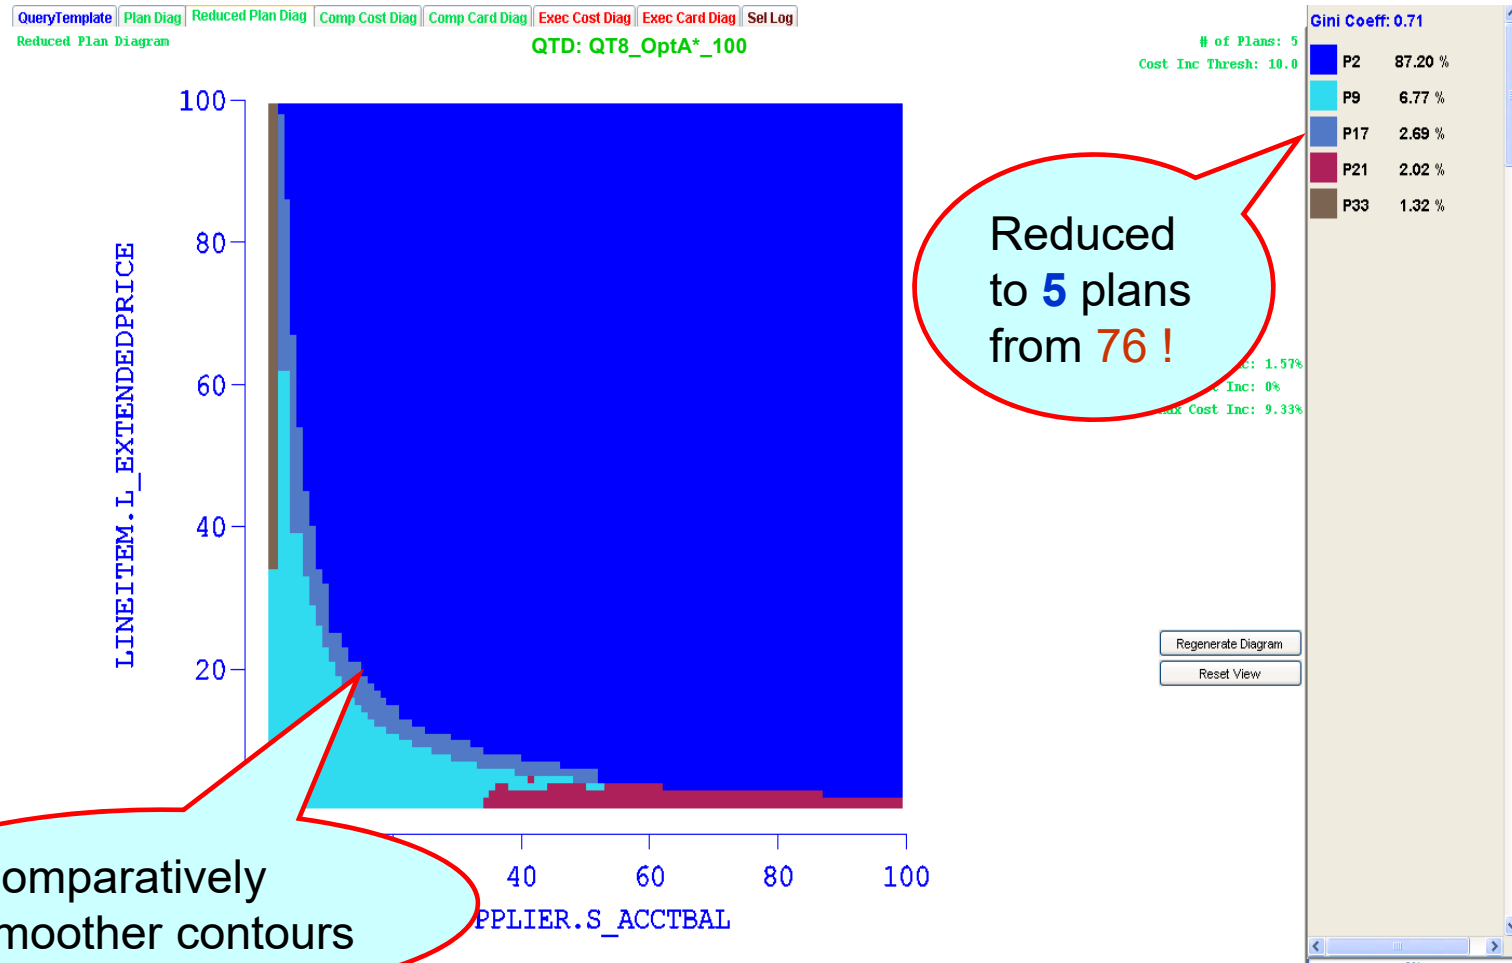 QueryTemplate Plan Diag Reduced Plan Diag Comp Cost Diag Comp Card Diag Exec Cost Diag Exec Card Diag Sel Log
Reduced Plan Diagram
QTD: QT8_OptA*_100
# of Plans: 5
Cost Inc Thresh: 10.0
Gini Coeff: 0.71
P2 87.20 %
P9 6.77 %
P17 2.69 %
P21 2.02 %
P33 1.32 %
100
80
60
40
20
LINEITEM.L_EXTENDEDPRICE
Reduced
to 5 plans
from 76 !
: 1.57%
Inc: 0%
Cost Inc: 9.33%
Regenerate Diagram
Reset View
40 60 80 100
PPLIER.S_ACCTBAL
omparatively
moother contours